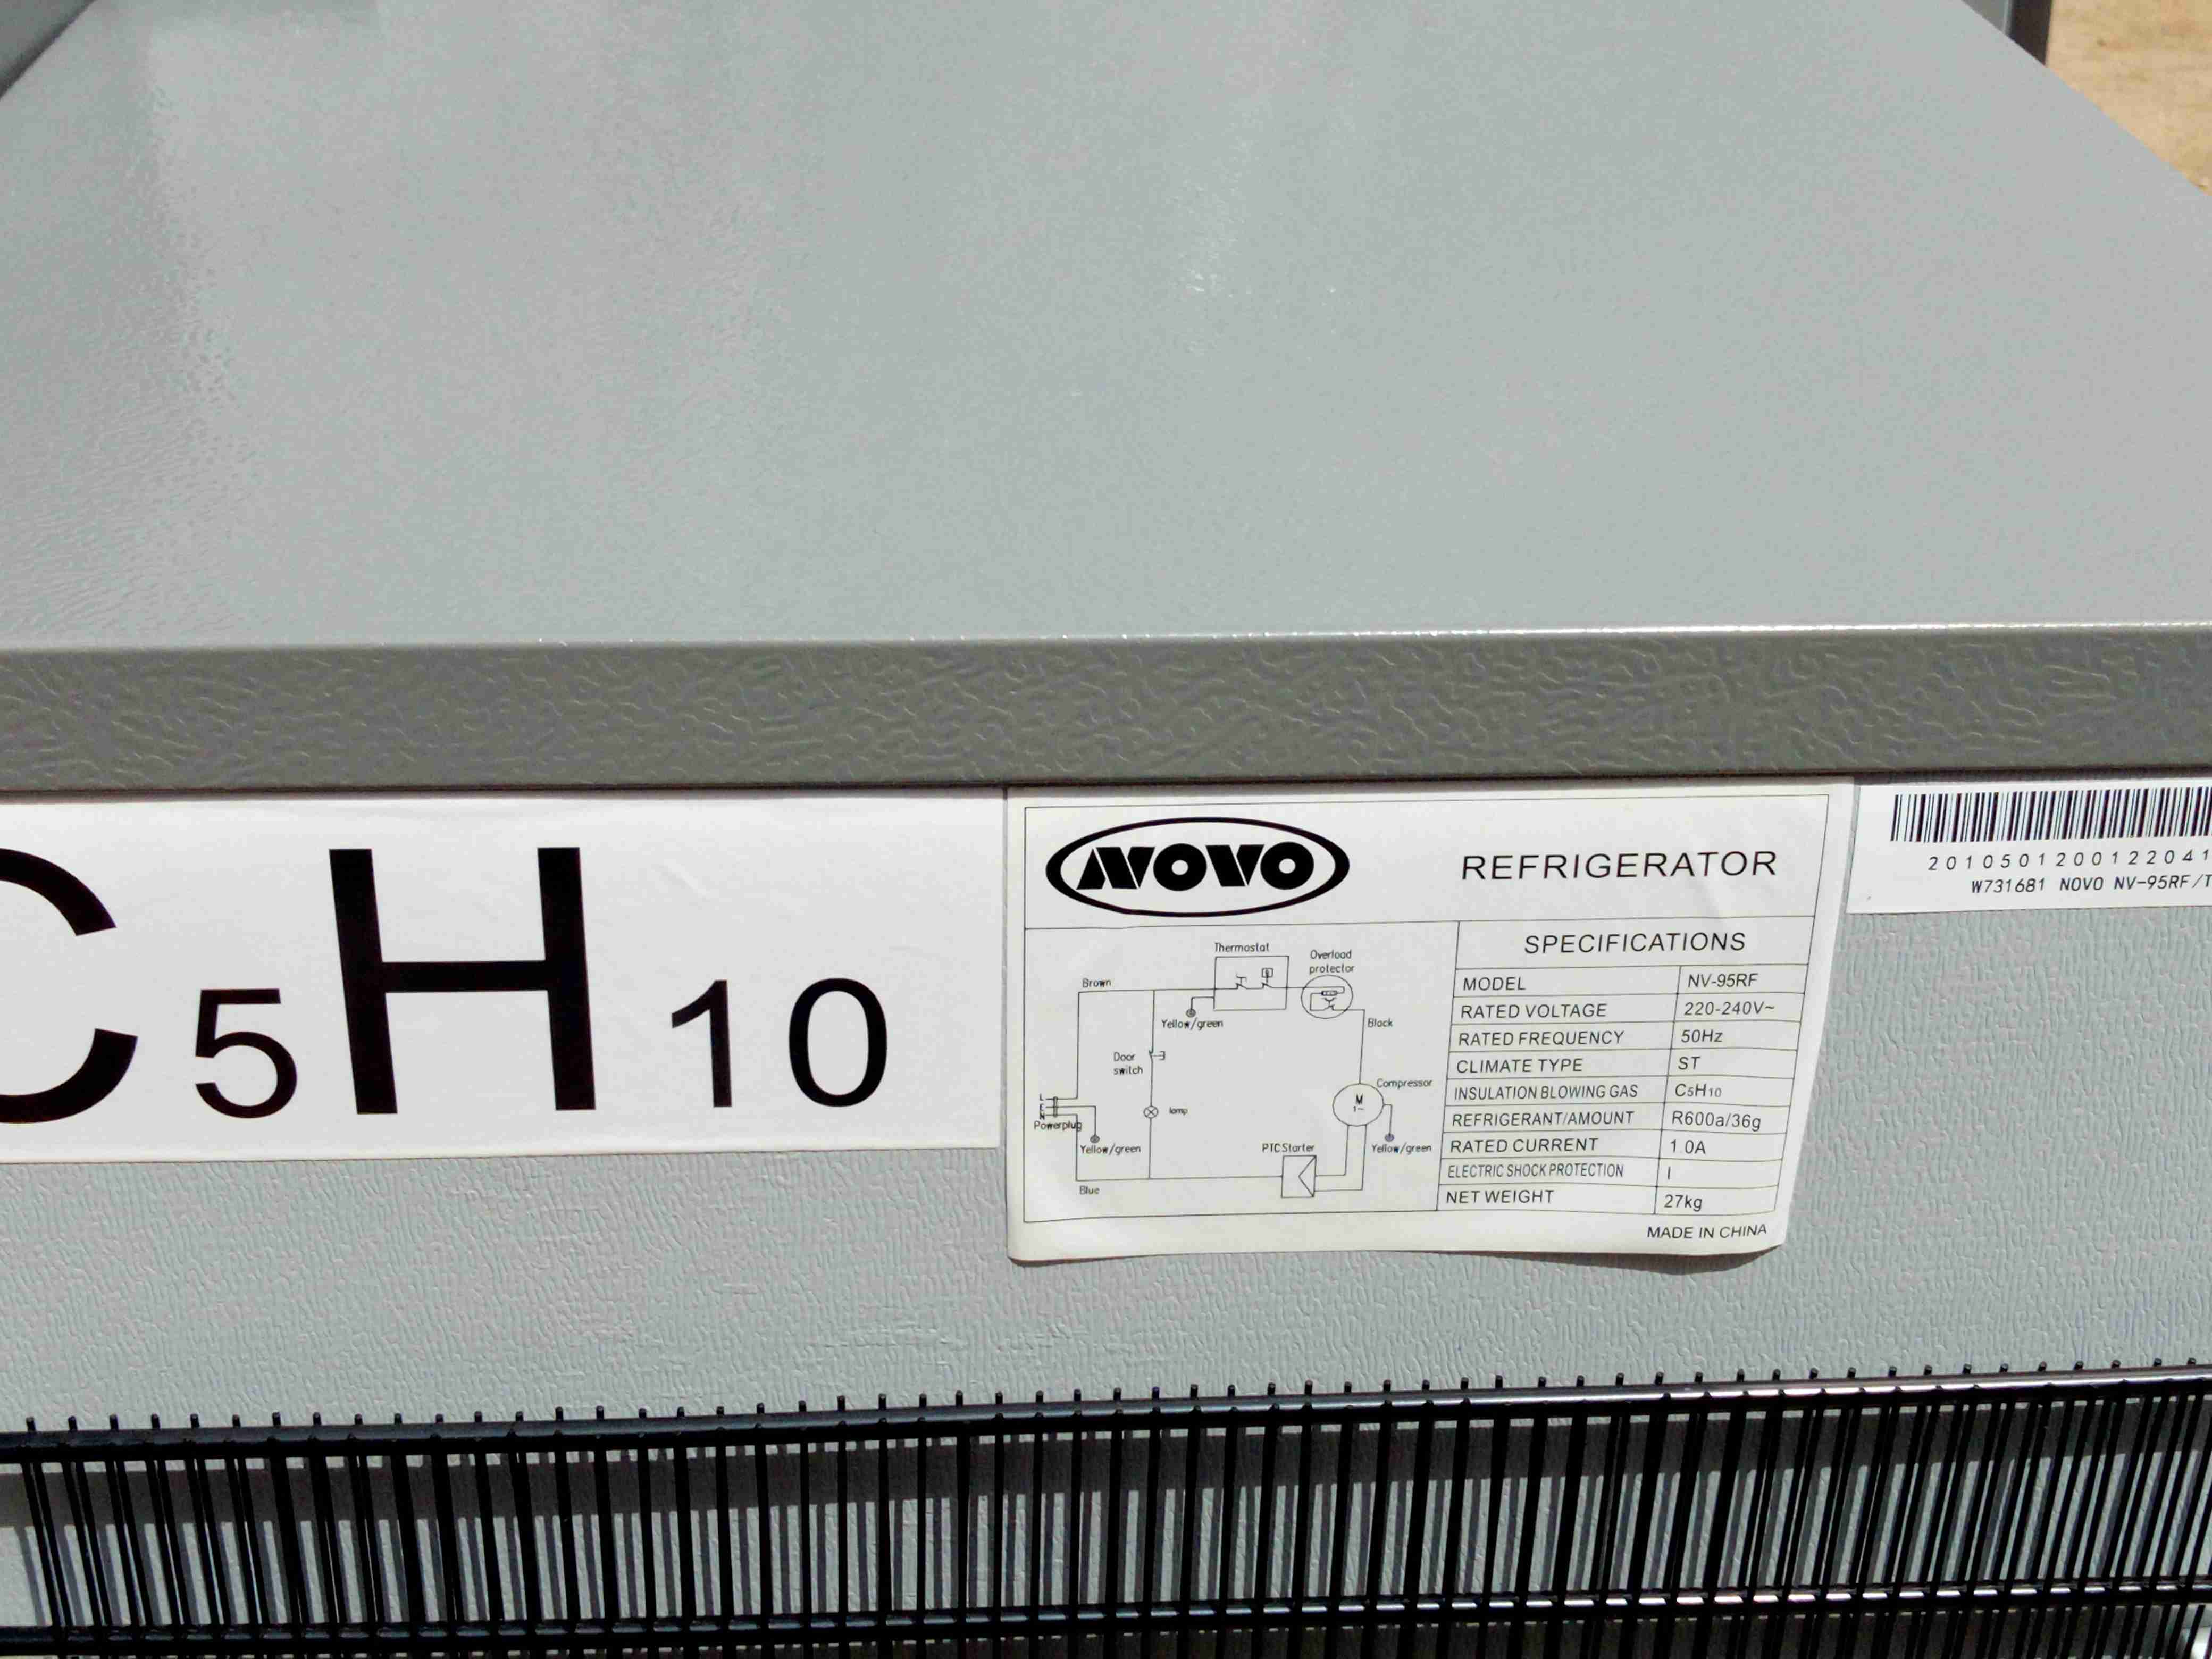 C5H10
NOVO
REFRIGERATOR
Thermostat
Overload
protector
Brown
Yellow/green
Black
Door
switch
Compressor
M
1~
L
E
N
Powerplug
lamp
Yellow/green
PTCStarter
Yellow/green
Blue
SPECIFICATIONS
MODEL NV-95RF
RATED VOLTAGE 220-240V~
RATED FREQUENCY 50Hz
CLIMATE TYPE ST
INSULATION BLOWING GAS C5H10
REFRIGERANT/AMOUNT R600a/36g
RATED CURRENT 1 0A
ELECTRIC SHOCK PROTECTION I
NET WEIGHT 27kg
MADE IN CHINA
2010501200122041
W731681 NOVO NV-95RF/T